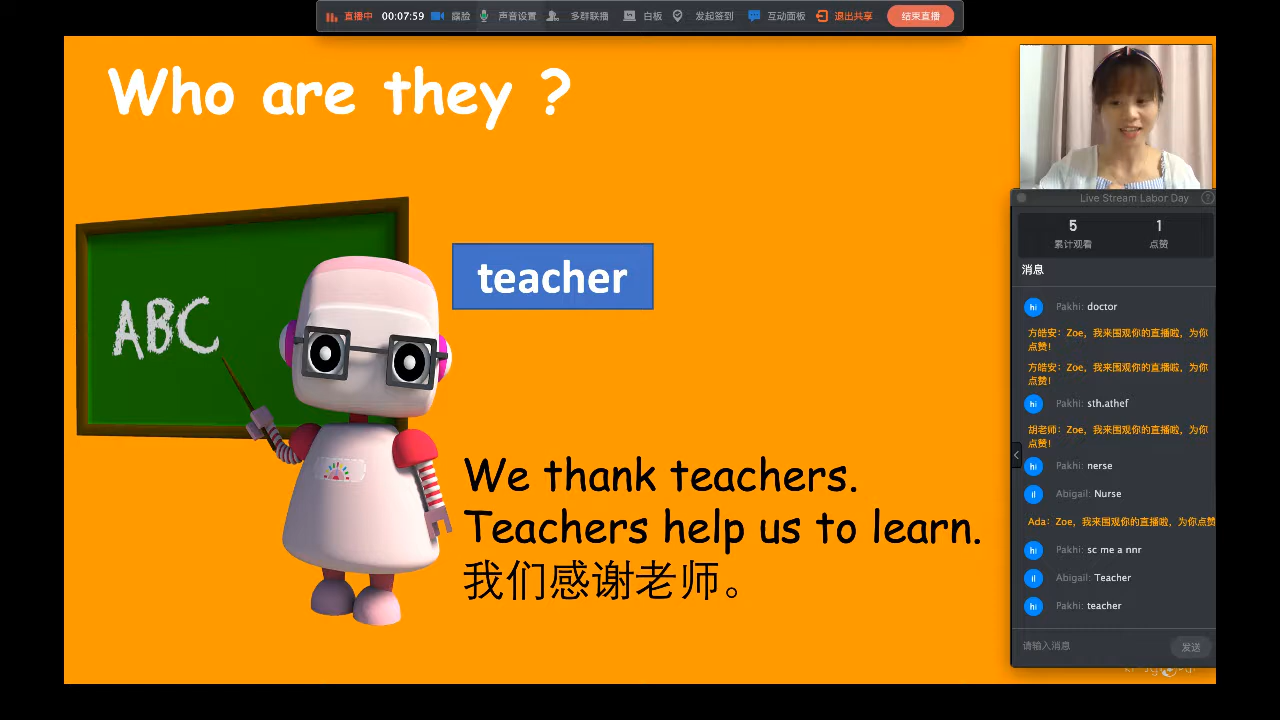 直播中 00:07:59 露脸 声音设置 多群联播 白板 发起签到 互动面板 退出共享 结束直播
Who are they ?
ABC
teacher
We thank teachers.
Teachers help us to learn.
我们感谢老师。
Live Stream Labor Day ?
5 1
累计观看 点赞
消息
hi Pakhi: doctor
方皓安：Zoe，我来围观你的直播啦，为你
点赞！
方皓安：Zoe，我来围观你的直播啦，为你
点赞！
hi Pakhi: sth.athef
胡老师：Zoe，我来围观你的直播啦，为你
点赞！
hi Pakhi: nerse
il Abigail: Nurse
Ada：Zoe，我来围观你的直播啦，为你点赞
hi Pakhi: sc me a nnr
il Abigail: Teacher
hi Pakhi: teacher
请输入消息 发送